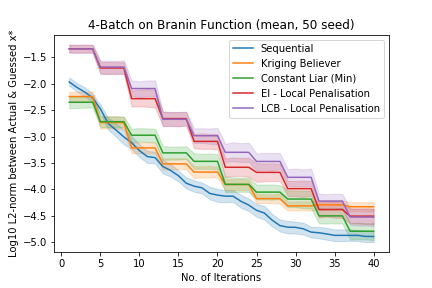 4-Batch on Branin Function (mean, 50 seed)
Log10 L2-norm between Actual & Guessed x*
−1.5
−2.0
−2.5
−3.0
−3.5
−4.0
−4.5
−5.0
Sequential
Kriging Believer
Constant Liar (Min)
EI - Local Penalisation
LCB - Local Penalisation
0 5 10 15 20 25 30 35 40
No. of Iterations